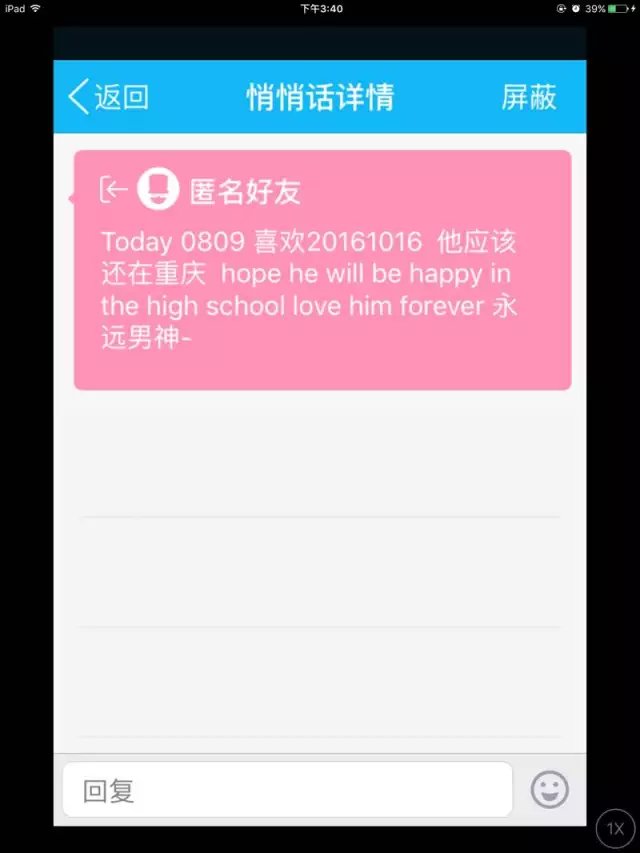 iPad 下午3:40 39%
返回 悄悄话详情 屏蔽
匿名好友
Today 0809 喜欢20161016 他应该
还在重庆 hope he will be happy in
the high school love him forever 永
远男神-
回复
1X